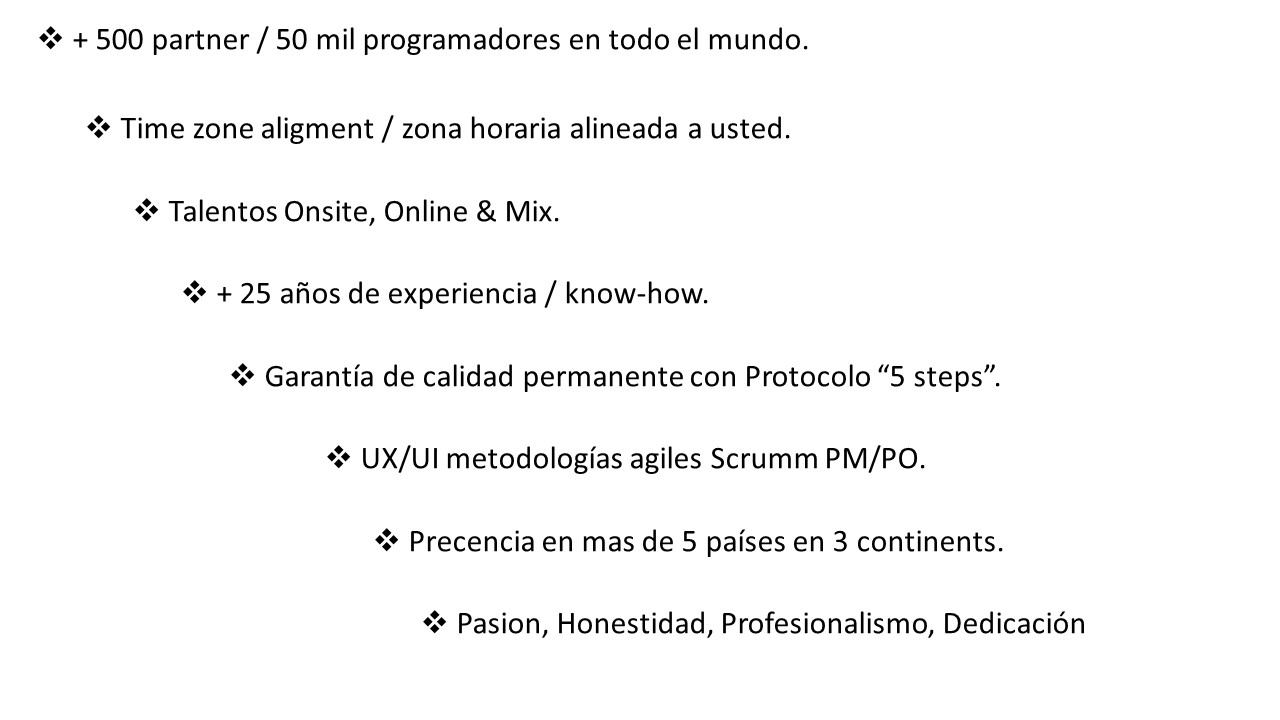 ❖ + 500 partner / 50 mil programadores en todo el mundo.
❖ Time zone aligment / zona horaria alineada a usted.
❖ Talentos Onsite, Online & Mix.
❖ + 25 años de experiencia / know-how.
❖ Garantía de calidad permanente con Protocolo “5 steps”.
❖ UX/UI metodologías agiles Scrumm PM/PO.
❖ Precencia en mas de 5 países en 3 continents.
❖ Pasion, Honestidad, Profesionalismo, Dedicación